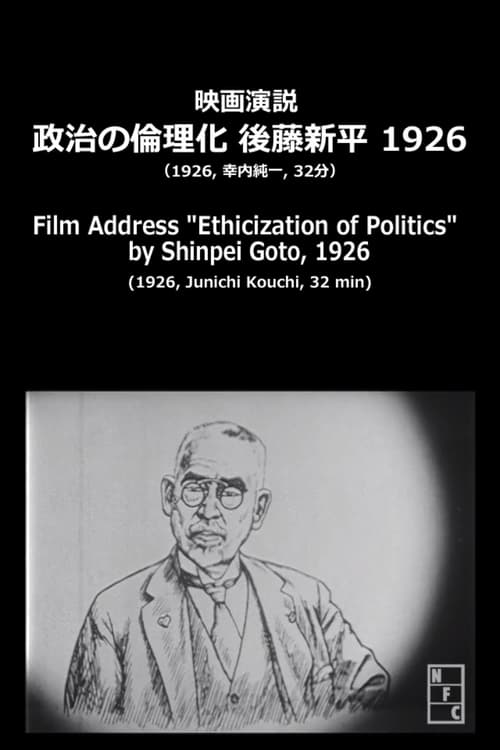 映画演説
政治の倫理化 後藤新平 1926
（1926, 幸内純一, 32分）
Film Address "Ethicization of Politics"
by Shinpei Goto, 1926
(1926, Junichi Kouchi, 32 min)
N
F
C